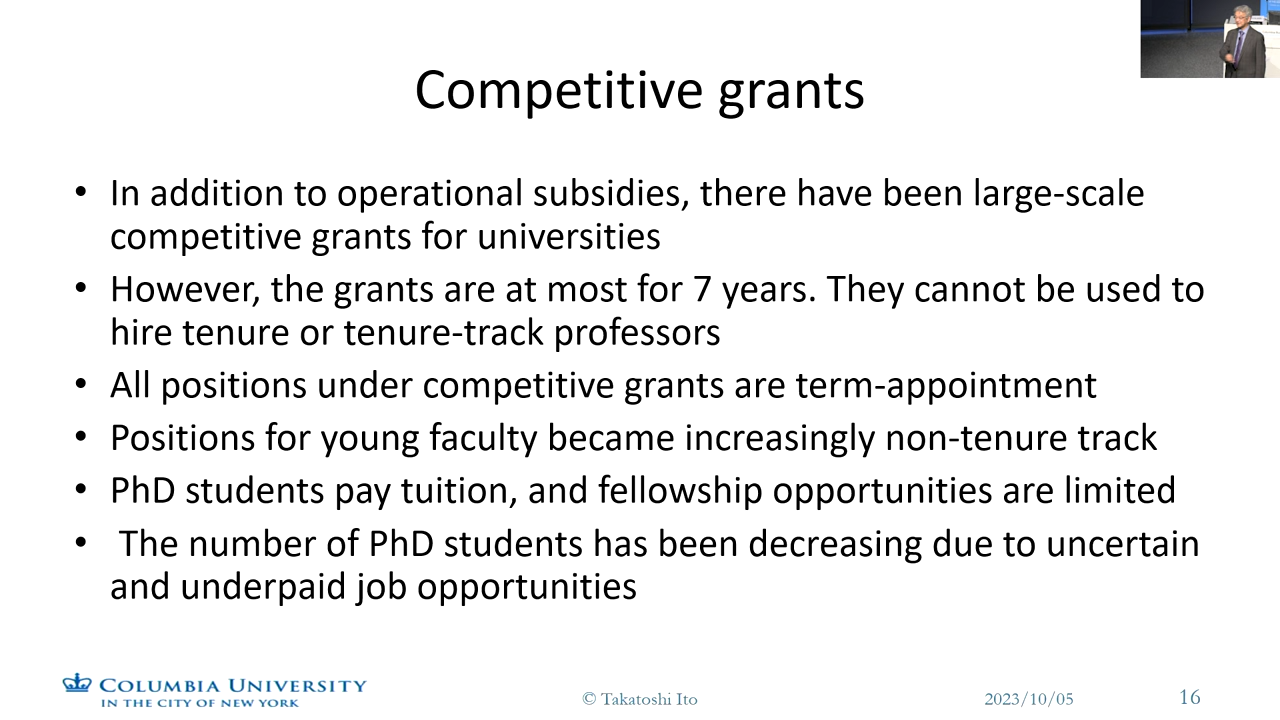 Competitive grants
• In addition to operational subsidies, there have been large-scale
competitive grants for universities
• However, the grants are at most for 7 years. They cannot be used to
hire tenure or tenure-track professors
• All positions under competitive grants are term-appointment
• Positions for young faculty became increasingly non-tenure track
• PhD students pay tuition, and fellowship opportunities are limited
• The number of PhD students has been decreasing due to uncertain
and underpaid job opportunities
COLUMBIA UNIVERSITY
IN THE CITY OF NEW YORK
© Takatoshi Ito
2023/10/05
16